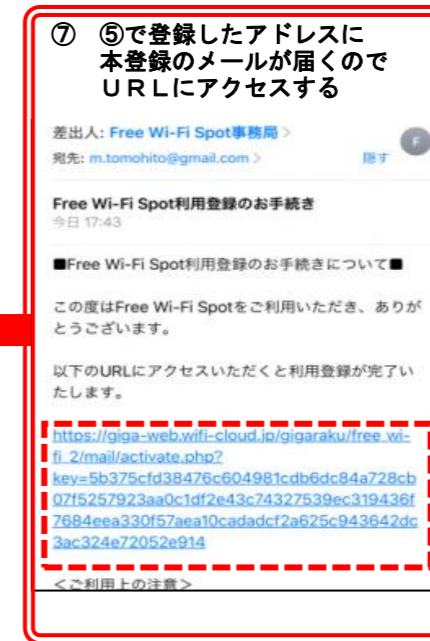 ⑦ ⑤で登録したアドレスに
本登録のメールが届くので
ＵＲＬにアクセスする
差出人: Free Wi-Fi Spot事務局 >
F
宛先: m.tomohito@gmail.com >
隠す
Free Wi-Fi Spot利用登録のお手続き
今日 17:43
■Free Wi-Fi Spot利用登録のお手続きについて■
この度はFree Wi-Fi Spotをご利用いただき、ありが
とうございます。
以下のURLにアクセスいただくと利用登録が完了い
たします。
https://giga-web.wifi-cloud.jp/gigaraku/free_wi-
fi_2/mail/activate.php?
key=5b375cfd38476c604981cdb6dc84a728cb
07f5257923aa0c1df2e43c74327539ec319436f
7684eea330f57aea10cadadcf2a625c943642dc
3ac324e72052e914
＜ご利用上の注意＞